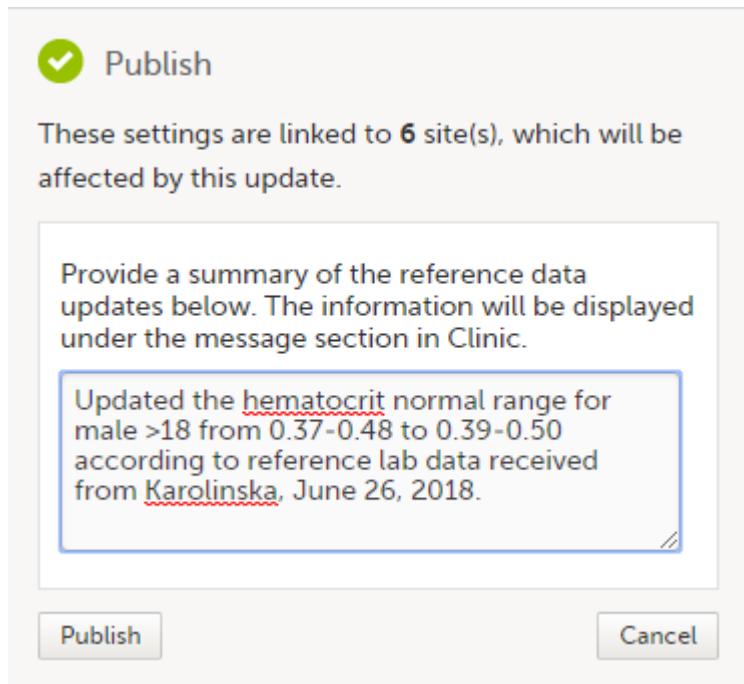 Publish
These settings are linked to 6 site(s), which will be
affected by this update.
Provide a summary of the reference data
updates below. The information will be displayed
under the message section in Clinic.
Updated the hematocrit normal range for
male >18 from 0.37-0.48 to 0.39-0.50
according to reference lab data received
from Karolinska, June 26, 2018.
Publish
Cancel